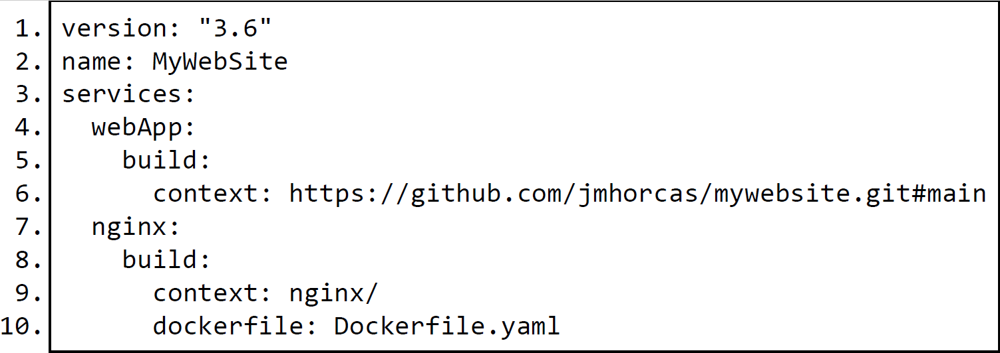 1. version: "3.6"
2. name: MyWebSite
3. services:
4.   webApp:
5.     build:
6.       context: https://github.com/jmhorcas/mywebsite.git#main
7.   nginx:
8.     build:
9.       context: nginx/
10.       dockerfile: Dockerfile.yaml